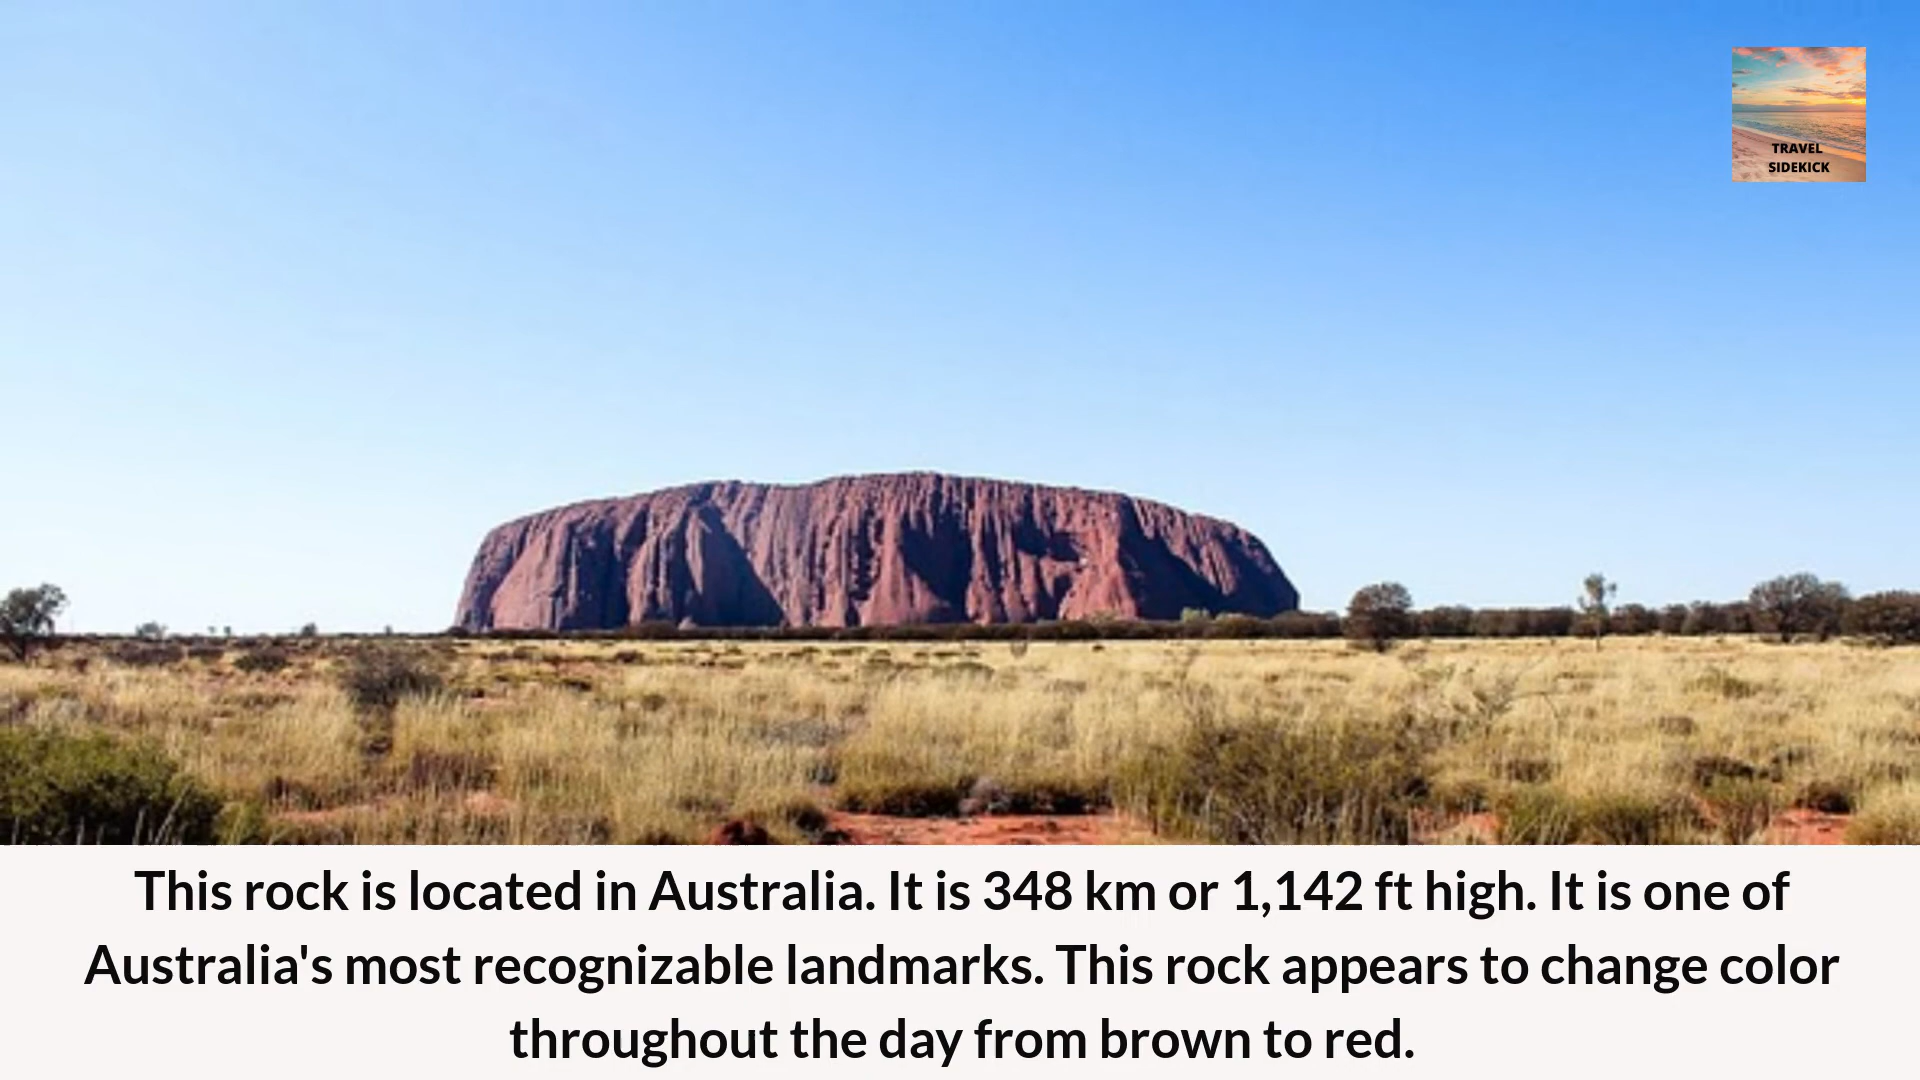 TRAVEL
SIDEKICK
This rock is located in Australia. It is 348 km or 1,142 ft high. It is one of
Australia's most recognizable landmarks. This rock appears to change color
throughout the day from brown to red.